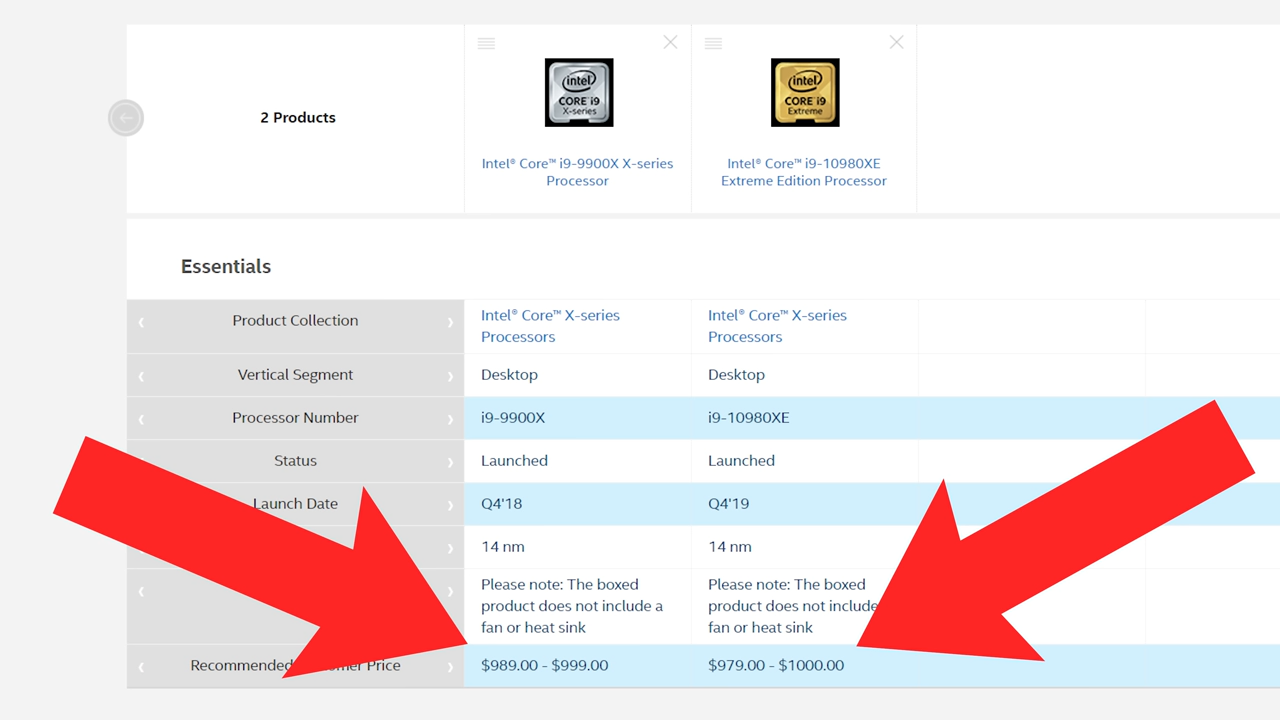 2 Products
intel
CORE i9
X-series
intel
CORE i9
Extreme
Intel® Core™ i9-9900X X-series
Processor
Intel® Core™ i9-10980XE
Extreme Edition Processor
Essentials
Product Collection
Intel® Core™ X-series
Processors
Intel® Core™ X-series
Processors
Vertical Segment
Desktop
Desktop
Processor Number
i9-9900X
i9-10980XE
Status
Launched
Launched
Launch Date
Q4'18
Q4'19
14 nm
14 nm
Please note: The boxed
product does not include a
fan or heat sink
Please note: The boxed
product does not include
fan or heat sink
Recommended omer Price
$989.00 - $999.00
$979.00 - $1000.00